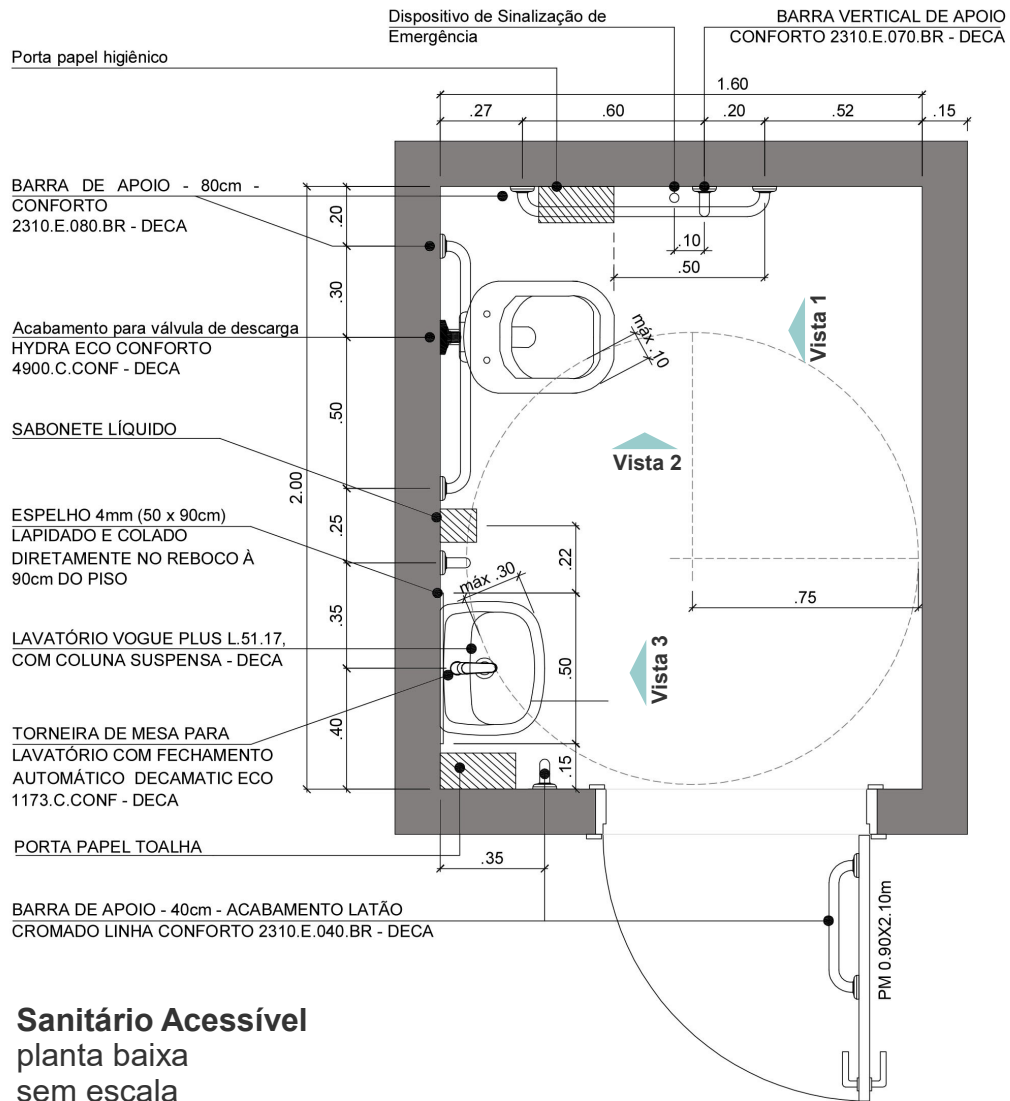 Dispositivo de Sinalização de
Emergência
BARRA VERTICAL DE APOIO
CONFORTO 2310.E.070.BR - DECA
Porta papel higiênico
1.60
.27
.60
.20
.52
.15
BARRA DE APOIO - 80cm -
CONFORTO
2310.E.080.BR - DECA
.20
.10
.50
.30
Vista 1
Acabamento para válvula de descarga
HYDRA ECO CONFORTO
4900.C.CONF - DECA
máx .10
.50
SABONETE LÍQUIDO
Vista 2
2.00
ESPELHO 4mm (50 x 90cm)
LAPIDADO E COLADO
DIRETAMENTE NO REBOCO À
90cm DO PISO
.25
.22
máx .30
.75
.35
LAVATÓRIO VOGUE PLUS L.51.17,
COM COLUNA SUSPENSA - DECA
.50
Vista 3
TORNEIRA DE MESA PARA
LAVATÓRIO COM FECHAMENTO
AUTOMÁTICO DECAMATIC ECO
1173.C.CONF - DECA
.40
.15
PORTA PAPEL TOALHA
.35
BARRA DE APOIO - 40cm - ACABAMENTO LATÃO
CROMADO LINHA CONFORTO 2310.E.040.BR - DECA
PM 0.90X2.10m
Sanitário Acessível
planta baixa
sem escala